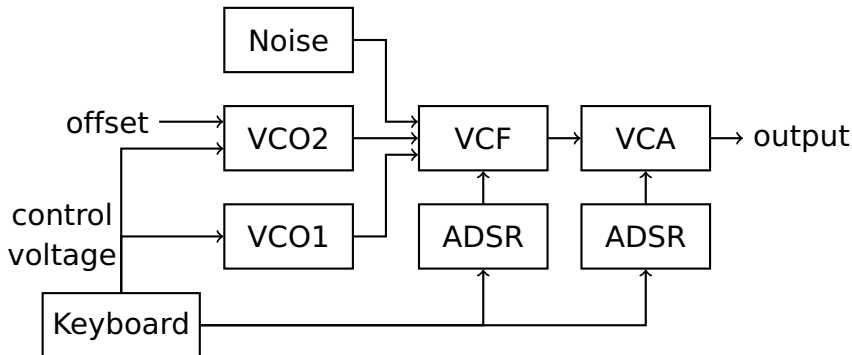 Noise
offset
VCO2
VCF
VCA
output
control
voltage
VCO1
ADSR
ADSR
Keyboard